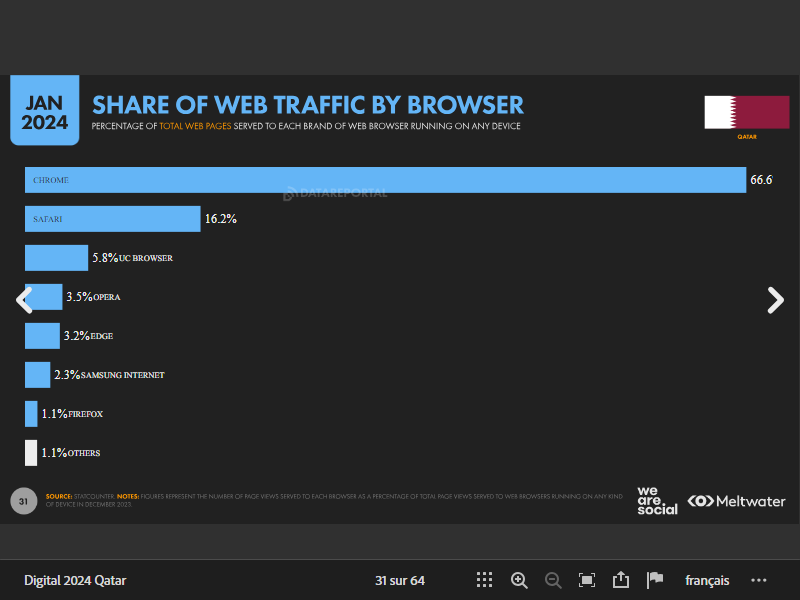 JAN
2024
SHARE OF WEB TRAFFIC BY BROWSER
PERCENTAGE OF TOTAL WEB PAGES SERVED TO EACH BRAND OF WEB BROWSER RUNNING ON ANY DEVICE
QATAR
CHROME 66.6
DATAREPORTAL
SAFARI 16.2%
5.8% UC BROWSER
3.5% OPERA
3.2% EDGE
2.3% SAMSUNG INTERNET
1.1% FIREFOX
1.1% OTHERS
31
SOURCE: STATCOUNTER. NOTES: FIGURES REPRESENT THE NUMBER OF PAGE VIEWS SERVED TO EACH BROWSER AS A PERCENTAGE OF TOTAL PAGE VIEWS SERVED TO WEB BROWSERS RUNNING ON ANY KIND
OF DEVICE IN DECEMBER 2023.
we
are
social
Meltwater
Digital 2024 Qatar
31 sur 64
français